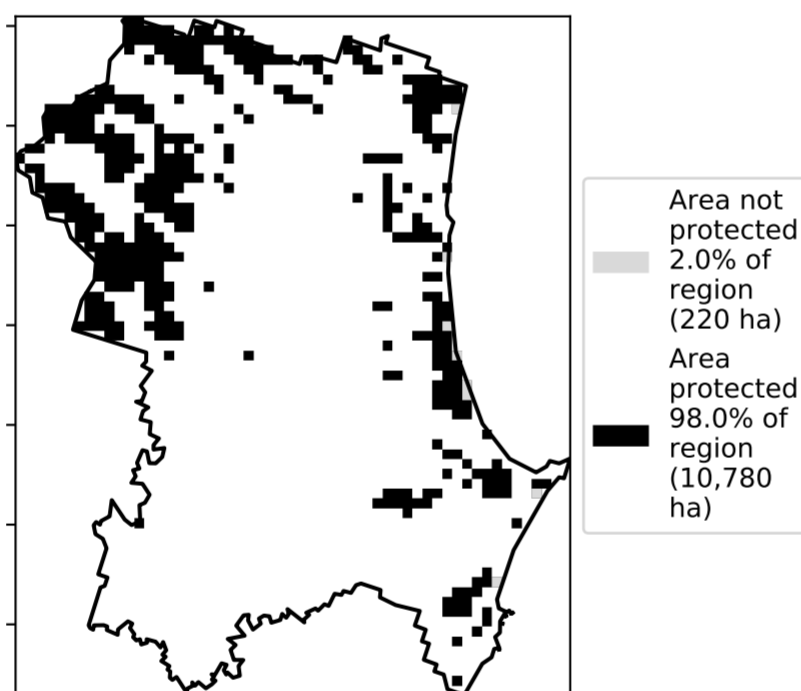 Area not
protected
2.0% of
region
(220 ha)
Area
protected
98.0% of
region
(10,780
ha)